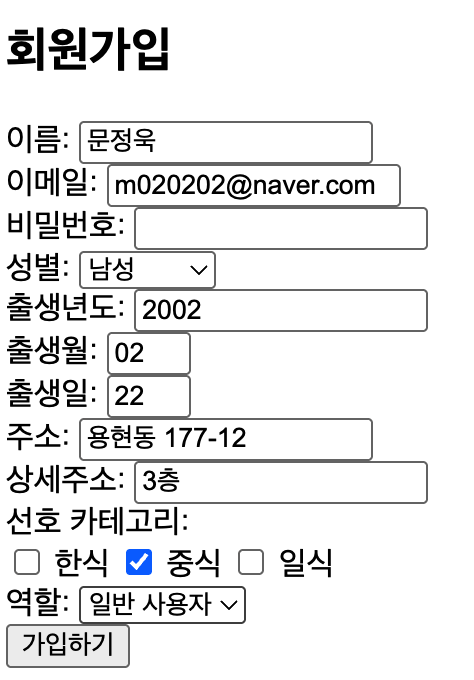 회원가입
이름: 문정욱
이메일: m020202@naver.com
비밀번호:
성별: 남성
출생년도: 2002
출생월: 02
출생일: 22
주소: 용현동 177-12
상세주소: 3층
선호 카테고리:
한식 중식 일식
역할: 일반 사용자
가입하기